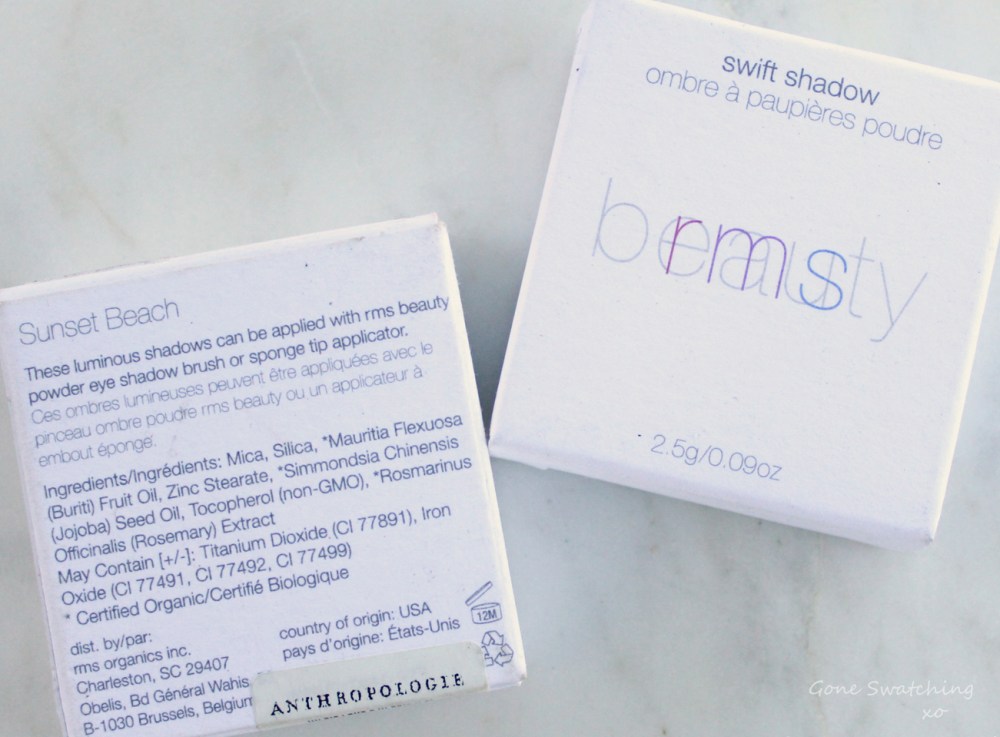 Sunset Beach
These luminous shadows can be applied with rms beauty
powder eye shadow brush or sponge tip applicator.
Ces ombres lumineuses peuvent être appliquées avec le
pinceau ombre poudre rms beauty ou un applicateur à
embout éponge.
Ingredients/Ingrédients: Mica, Silica, *Mauritia Flexuosa
(Buriti) Fruit Oil, Zinc Stearate, *Simmondsia Chinensis
(Jojoba) Seed Oil, Tocopherol (non-GMO), *Rosmarinus
Officinalis (Rosemary) Extract
May Contain [+/-]: Titanium Dioxide (CI 77891), Iron
Oxide (CI 77491, CI 77492, CI 77499)
* Certified Organic/Certifié Biologique
dist. by/par:
rms organics inc.
Charleston, SC 29407
Obelis, Bd Général Wahis
B-1030 Brussels, Belgium
country of origin: USA
pays d'origine: États-Unis
12M
ANTHROPOLOGIE
swift shadow
ombre à paupières poudre
rms
beauty
2.5g/0.09oz
Gone Swatching
xo